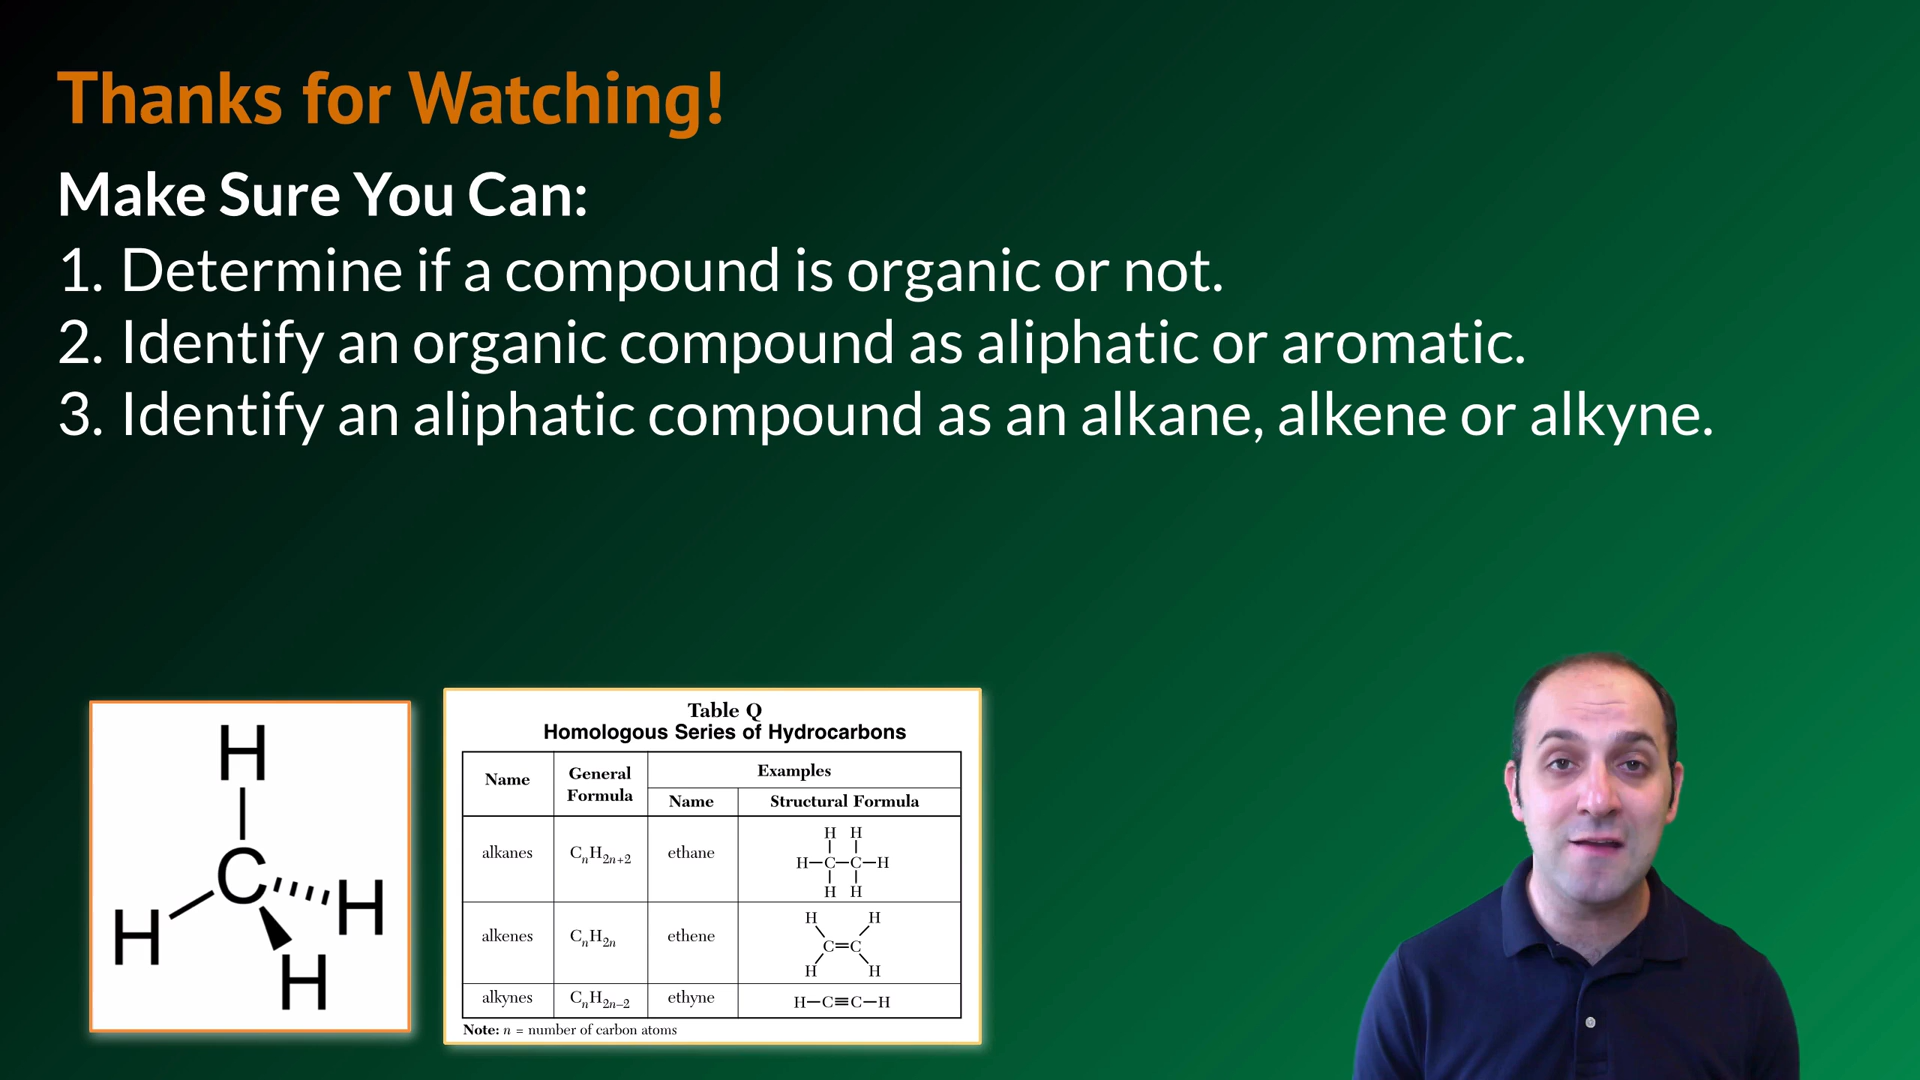 Thanks for Watching!
Make Sure You Can:
1. Determine if a compound is organic or not.
2. Identify an organic compound as aliphatic or aromatic.
3. Identify an aliphatic compound as an alkane, alkene or alkyne.
H
C
H
H
H
Table Q
Homologous Series of Hydrocarbons
Name General Formula Examples
Name Structural Formula
alkanes CₙH₂ₙ₊₂ ethane
H H
H—C—C—H
H H
alkenes CₙH₂ₙ ethene
H H
C=C
H H
alkynes CₙH₂ₙ₋₂ ethyne H—C≡C—H
Note: n = number of carbon atoms